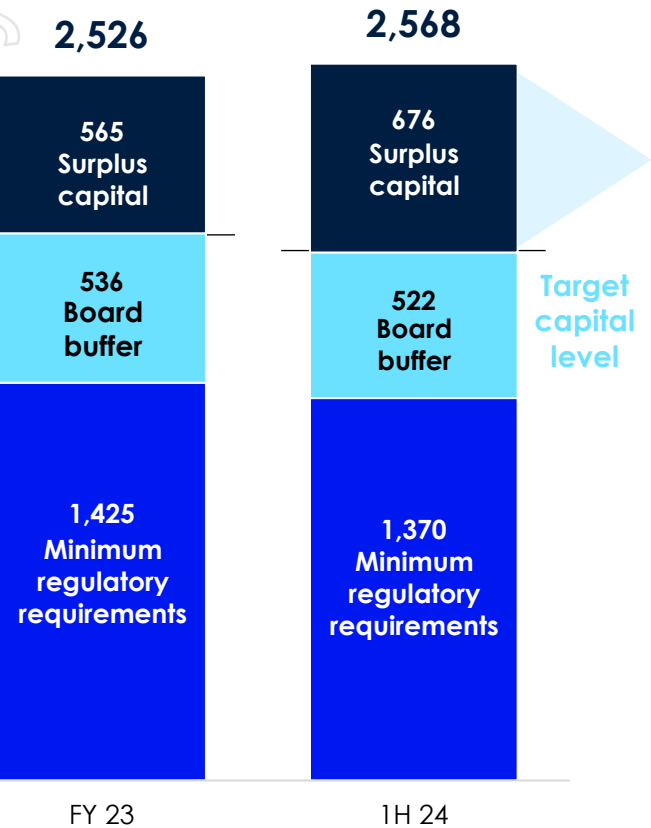 2,526
565
Surplus
capital
536
Board
buffer
1,425
Minimum
regulatory
requirements
FY 23
2,568
676
Surplus
capital
522
Board
buffer
1,370
Minimum
regulatory
requirements
1H 24
Target
capital
level